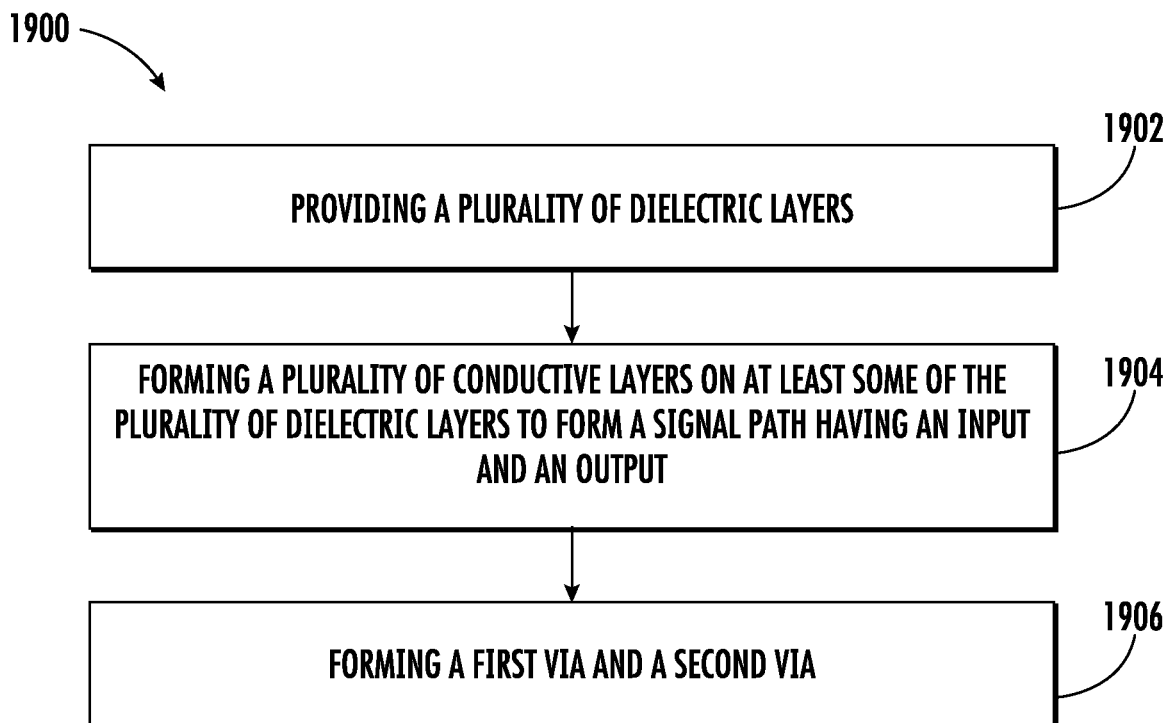 1900
1902
PROVIDING A PLURALITY OF DIELECTRIC LAYERS
1904
FORMING A PLURALITY OF CONDUCTIVE LAYERS ON AT LEAST SOME OF THE
PLURALITY OF DIELECTRIC LAYERS TO FORM A SIGNAL PATH HAVING AN INPUT
AND AN OUTPUT
1906
FORMING A FIRST VIA AND A SECOND VIA